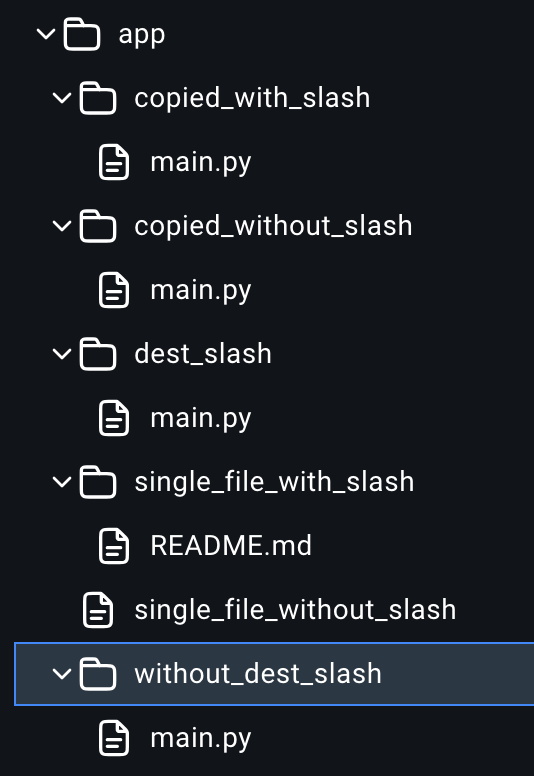 app
copied_with_slash
main.py
copied_without_slash
main.py
dest_slash
main.py
single_file_with_slash
README.md
single_file_without_slash
without_dest_slash
main.py